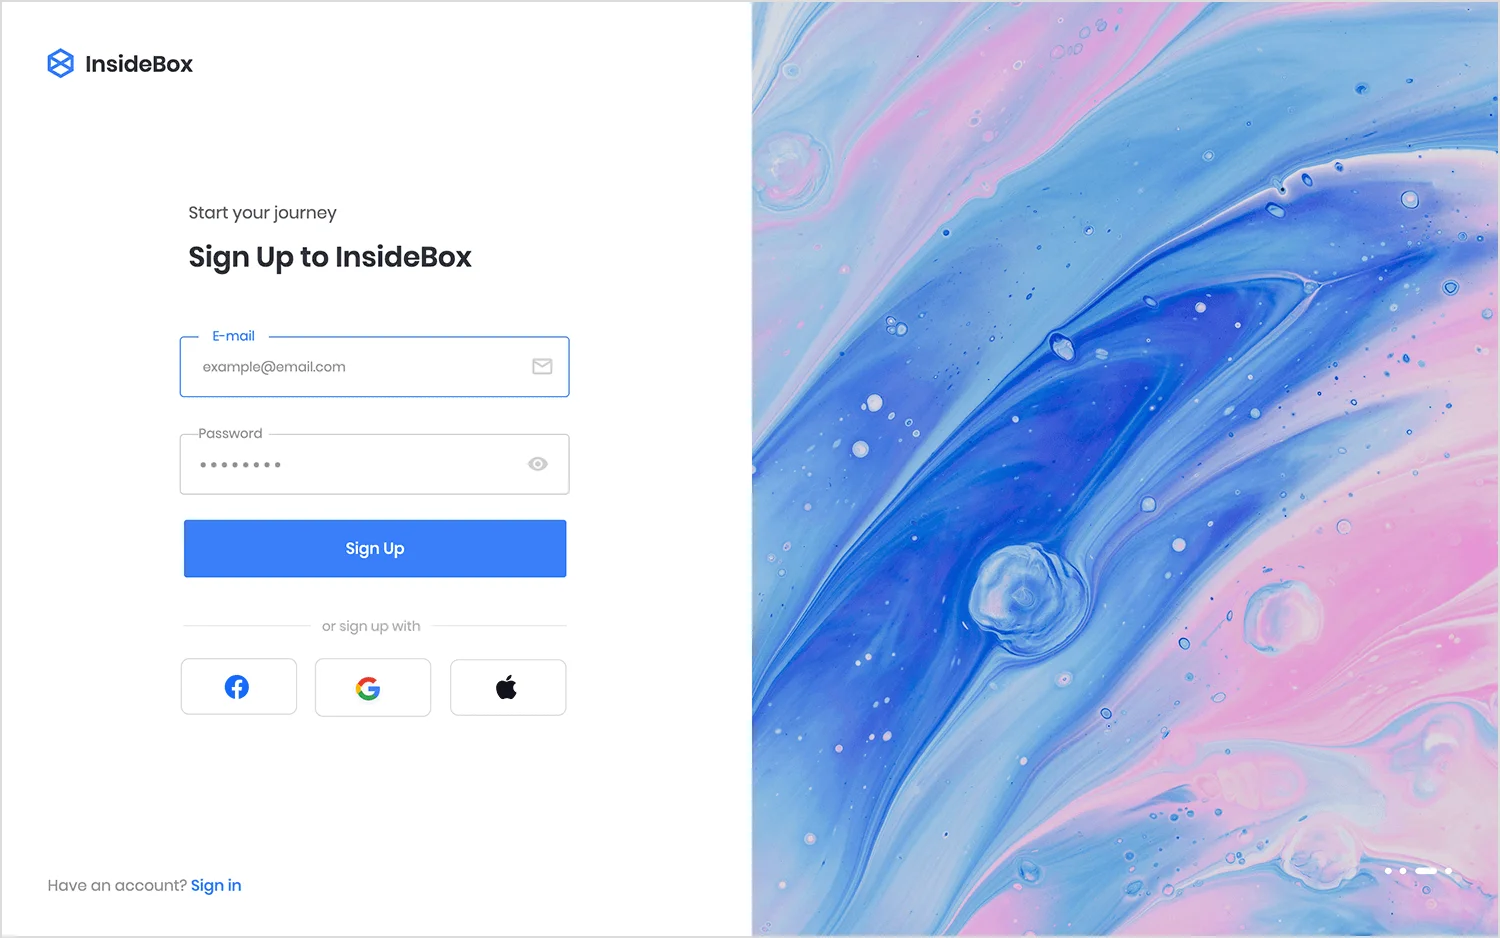 InsideBox
Start your journey
Sign Up to InsideBox
E-mail
example@email.com
Password
Sign Up
or sign up with
Have an account? Sign in